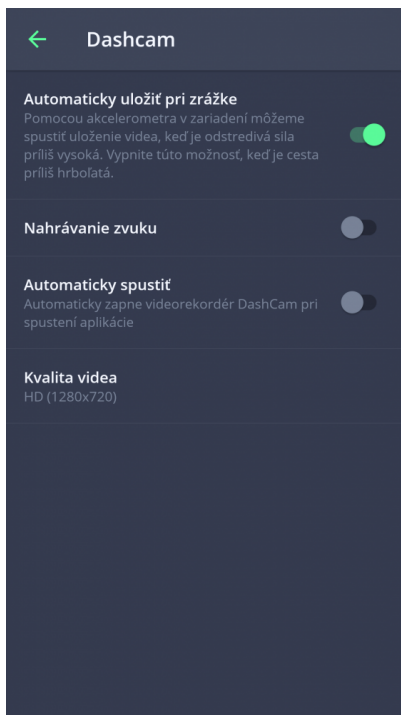 Dashcam
Automaticky uložiť pri zrážke
Pomocou akcelerometra v zariadení môžeme
spustiť uloženie videa, keď je odstredivá sila
príliš vysoká. Vypnite túto možnosť, keď je cesta
príliš hrboľatá.
Nahrávanie zvuku
Automaticky spustiť
Automaticky zapne videorekordér DashCam pri
spustení aplikácie
Kvalita videa
HD (1280x720)